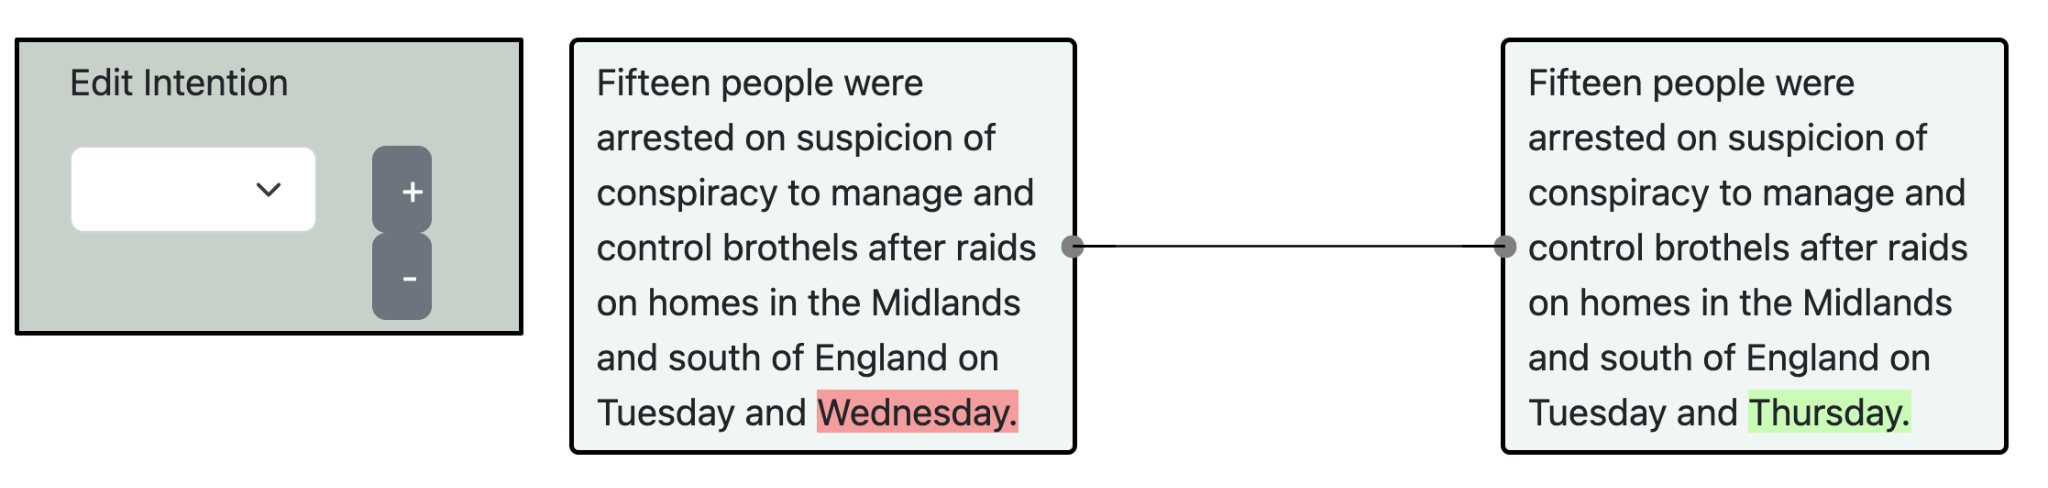 Edit Intention
+
-
Fifteen people were
arrested on suspicion of
conspiracy to manage and
control brothels after raids
on homes in the Midlands
and south of England on
Tuesday and Wednesday.
Fifteen people were
arrested on suspicion of
conspiracy to manage and
control brothels after raids
on homes in the Midlands
and south of England on
Tuesday and Thursday.